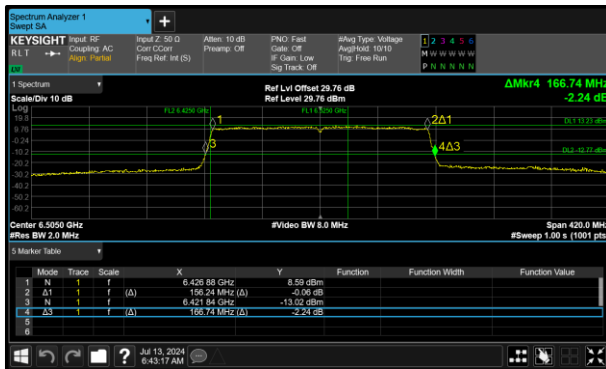 Spectrum Analyzer 1
Swept SA
KEYSIGHT Input: RF Input Z: 50 Ω Atten: 10 dB PNO: Fast #Avg Type: Voltage 1 2 3 4 5 6
RLT Coupling: AC Corr CCorr Preamp: Off Gate: Off Avg|Hold: 10/10 M W W W W W
Align: Partial Freq Ref: Int (S) IF Gain: Low Trig: Free Run
Sig Track: Off P N N N N N
1 Spectrum Ref Lvl Offset 29.76 dB ΔMkr4 166.74 MHz
Scale/Div 10 dB Ref Level 29.76 dBm -2.24 dB
Log
19.8 1 2Δ1 DL1 13.23 dBm
9.76
-0.24
-10.2 3 4Δ3 DL2 -12.77 dBm
-20.2
-30.2
-40.2
-50.2
-60.2
Center 6.5050 GHz #Video BW 8.0 MHz Span 420.0 MHz
#Res BW 2.0 MHz #Sweep 1.00 s (1001 pts)
5 Marker Table
Mode Trace Scale X Y Function Function Width Function Value
1 N 1 f 6.426 88 GHz 8.59 dBm
2 Δ1 1 f (Δ) 156.24 MHz (Δ) -0.06 dB
3 N 1 f 6.421 84 GHz -13.02 dBm
4 Δ3 1 f (Δ) 166.74 MHz (Δ) -2.24 dB
5
6
? Jul 13, 2024
6:43:17 AM